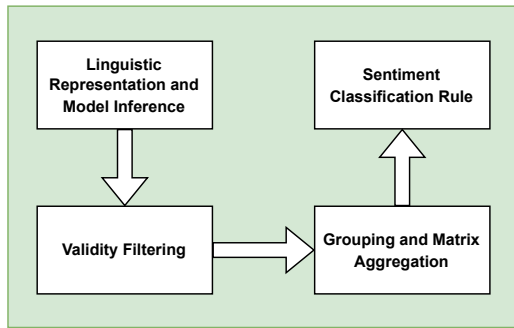 Linguistic
Representation and
Model Inference
Validity Filtering
Grouping and Matrix
Aggregation
Sentiment
Classification Rule